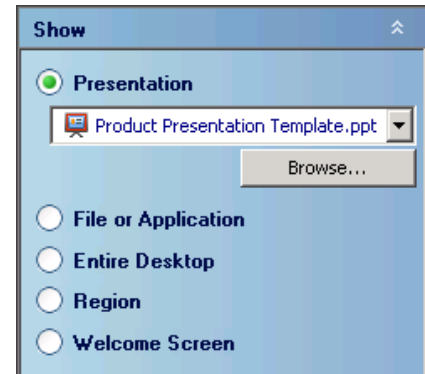 Show
Presentation
Product Presentation Template.ppt
Browse...
File or Application
Entire Desktop
Region
Welcome Screen